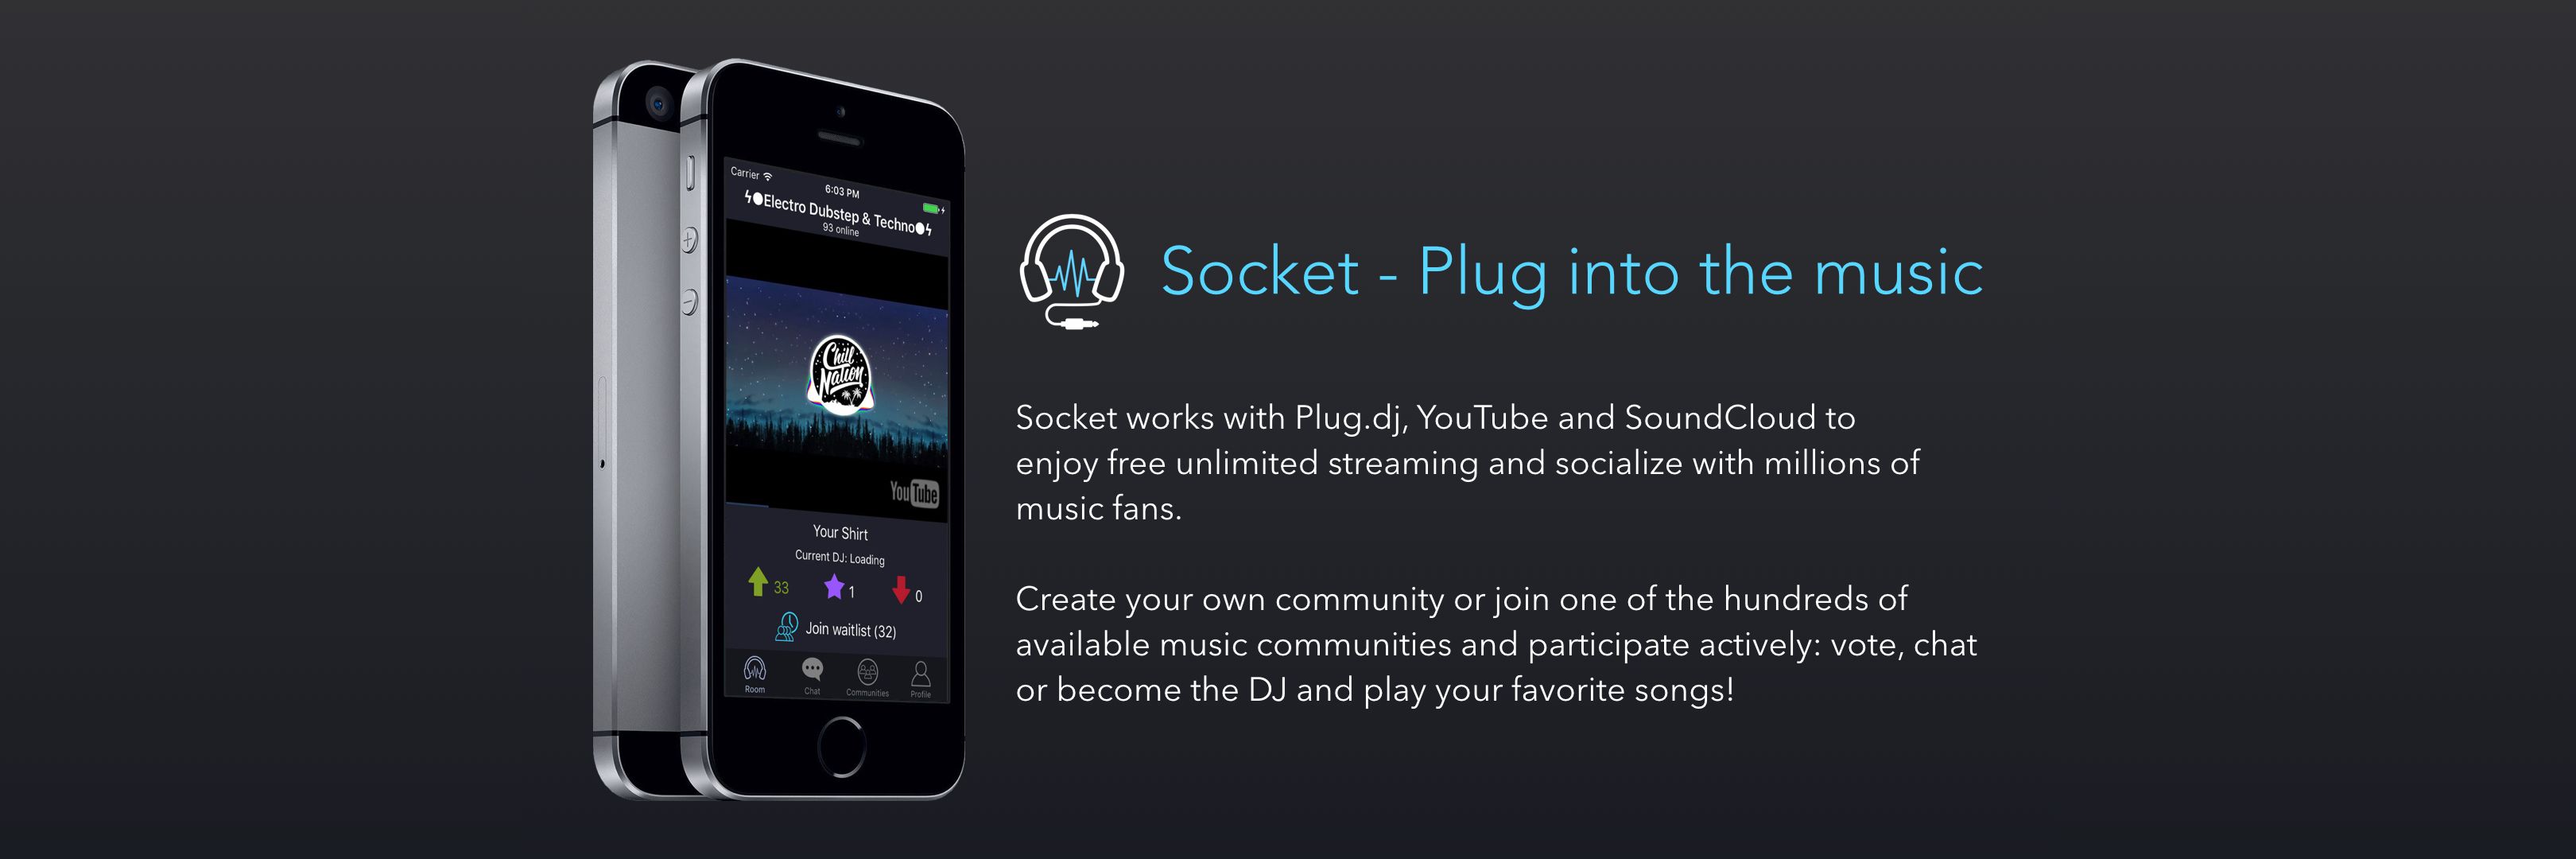 Carrier
6:03 PM
ϟ●Electro Dubstep & Techno●ϟ
93 online
Chill
Nation
YouTube
Your Shirt
Current DJ: Loading
33
1
0
Join waitlist (32)
Room
Chat
Communities
Profile
Socket - Plug into the music
Socket works with Plug.dj, YouTube and SoundCloud to
enjoy free unlimited streaming and socialize with millions of
music fans.
Create your own community or join one of the hundreds of
available music communities and participate actively: vote, chat
or become the DJ and play your favorite songs!